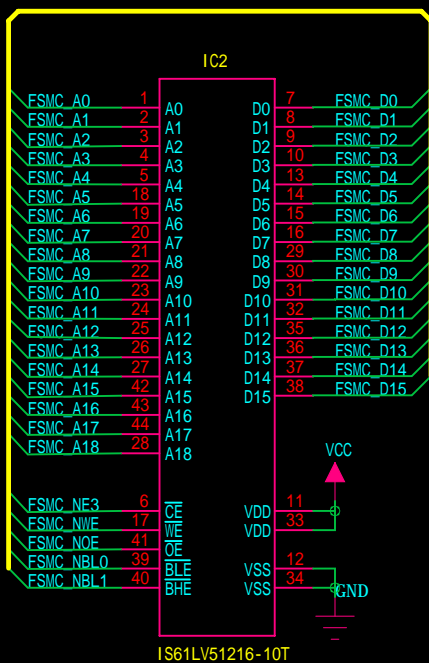 IC2
FSMC_A0 1 A0 D0 7 FSMC_D0
FSMC_A1 2 A1 D1 8 FSMC_D1
FSMC_A2 3 A2 D2 9 FSMC_D2
FSMC_A3 4 A3 D3 10 FSMC_D3
FSMC_A4 5 A4 D4 13 FSMC_D4
FSMC_A5 18 A5 D5 14 FSMC_D5
FSMC_A6 19 A6 D6 15 FSMC_D6
FSMC_A7 20 A7 D7 16 FSMC_D7
FSMC_A8 21 A8 D8 29 FSMC_D8
FSMC_A9 22 A9 D9 30 FSMC_D9
FSMC_A10 23 A10 D10 31 FSMC_D10
FSMC_A11 24 A11 D11 32 FSMC_D11
FSMC_A12 25 A12 D12 35 FSMC_D12
FSMC_A13 26 A13 D13 36 FSMC_D13
FSMC_A14 27 A14 D14 37 FSMC_D14
FSMC_A15 42 A15 D15 38 FSMC_D15
FSMC_A16 43 A16
FSMC_A17 44 A17
FSMC_A18 28 A18
VCC
FSMC_NE3 6 CE VDD 11
FSMC_NWE 17 WE VDD 33
FSMC_NOE 41 OE
FSMC_NBL0 39 BLE VSS 12
FSMC_NBL1 40 BHE VSS 34 GND
IS61LV51216-10T